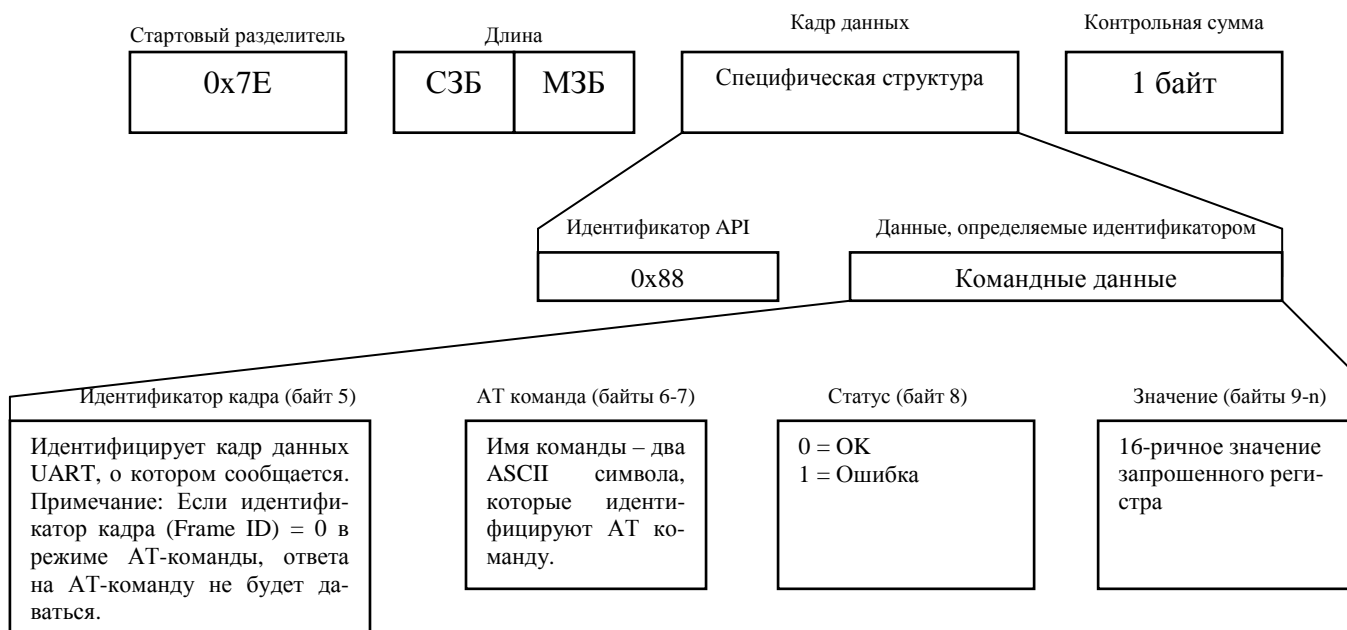 Стартовый разделитель
Длина
Кадр данных
Контрольная сумма
0x7E
СЗБ
МЗБ
Специфическая структура
1 байт
Идентификатор API
Данные, определяемые идентификатором
0x88
Командные данные
Идентификатор кадра (байт 5)
АТ команда (байты 6-7)
Статус (байт 8)
Значение (байты 9-n)
Идентифицирует кадр данных
UART, о котором сообщается.
Примечание: Если идентифи-
катор кадра (Frame ID) = 0 в
режиме АТ-команды, ответа
на АТ-команду не будет да-
ваться.
Имя команды – два
ASCII символа,
которые иденти-
фицируют АТ ко-
манду.
0 = OK
1 = Ошибка
16-ричное значение
запрошенного реги-
стра